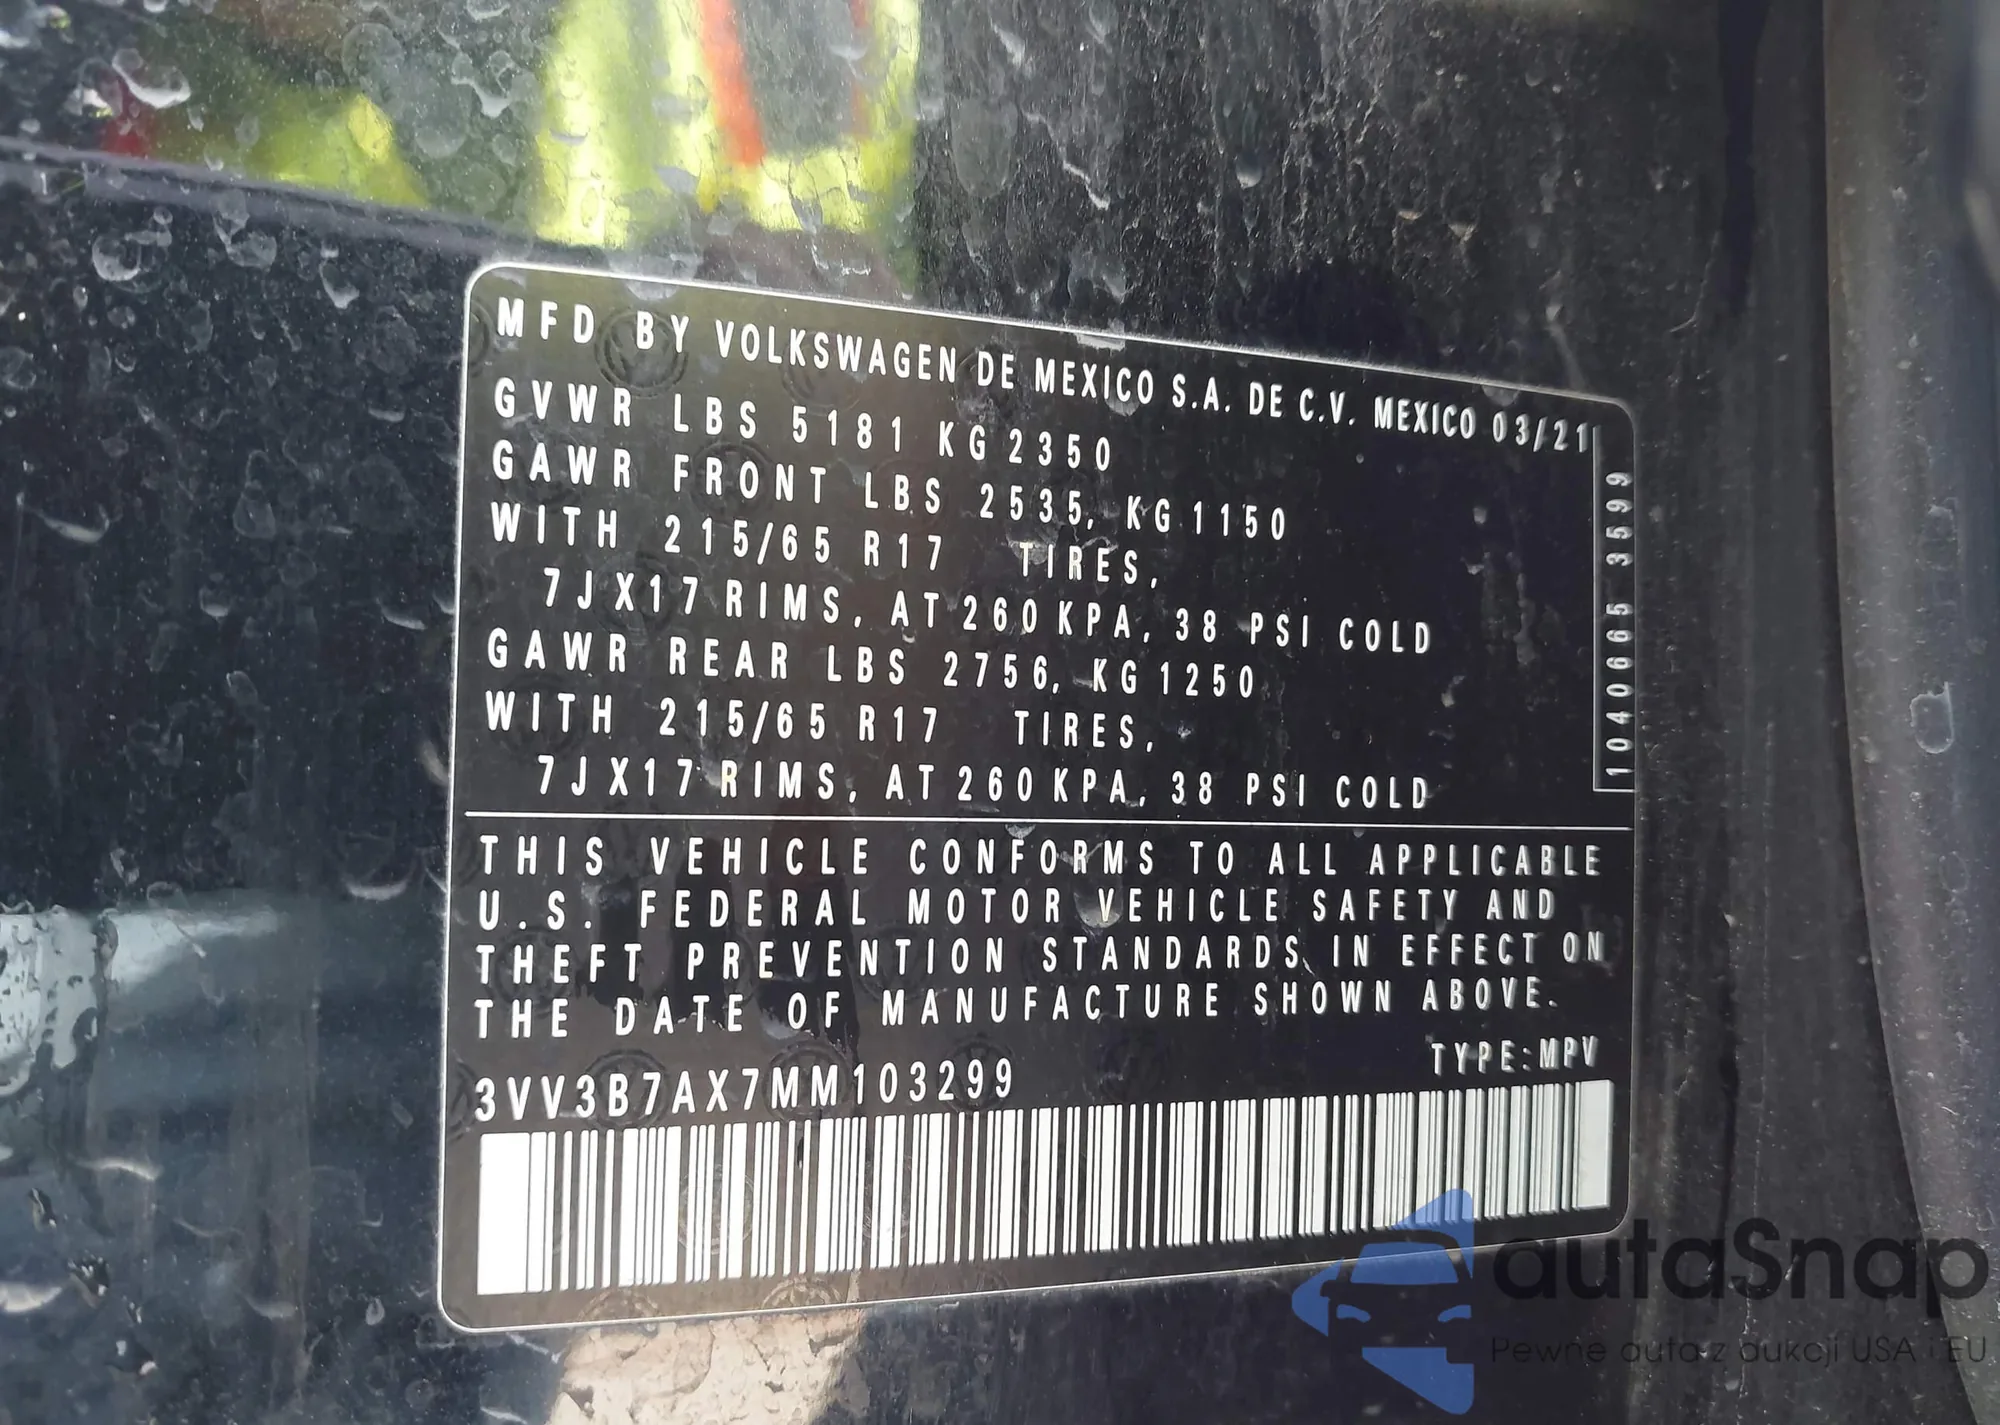 MFD BY VOLKSWAGEN DE MEXICO S.A. DE C.V. MEXICO 03/21
GVWR LBS 5181 KG 2350
GAWR FRONT LBS 2535, KG 1150
WITH 215/65 R17 TIRES,
7JX17 RIMS, AT 260 KPA, 38 PSI COLD
GAWR REAR LBS 2756, KG 1250
WITH 215/65 R17 TIRES,
7JX17 RIMS, AT 260 KPA, 38 PSI COLD
1040665 3599
THIS VEHICLE CONFORMS TO ALL APPLICABLE
U.S. FEDERAL MOTOR VEHICLE SAFETY AND
THEFT PREVENTION STANDARDS IN EFFECT ON
THE DATE OF MANUFACTURE SHOWN ABOVE.
TYPE:MPV
3VV3B7AX7MM103299
autaSnap
Pewne auta z aukcji USA i EU